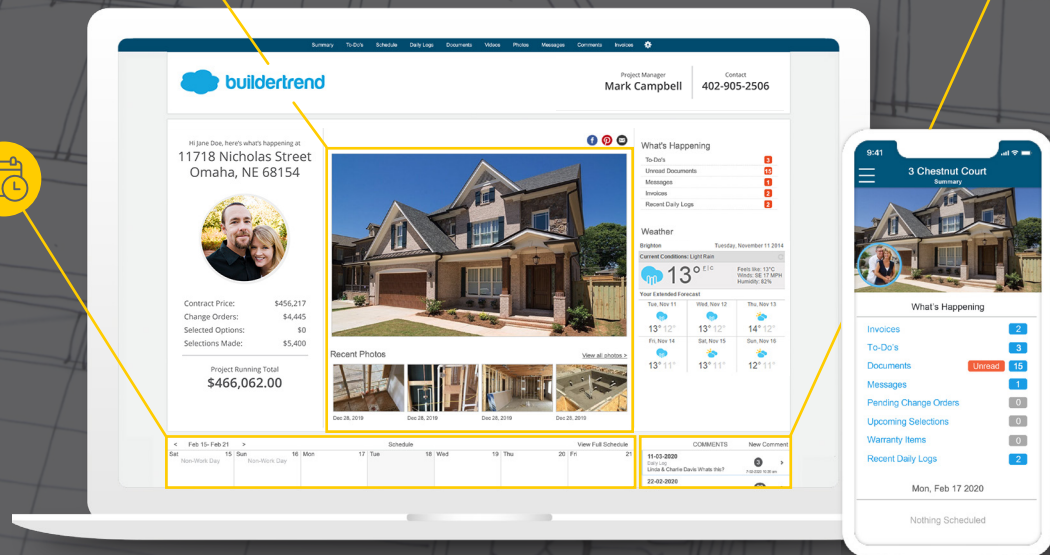 Summary To-Do's Schedule Daily Logs Documents Videos Photos Messages Comments Invoices
buildertrend
Project Manager
Mark Campbell
Contact
402-905-2506
Hi Jane Doe, here's what's happening at
11718 Nicholas Street
Omaha, NE 68154
Contract Price: $456,217
Change Orders: $4,445
Selected Options: $0
Selections Made: $5,400
Project Running Total
$466,062.00
Recent Photos View all photos >
Dec 28, 2019 Dec 28, 2019 Dec 28, 2019 Dec 28, 2019
What's Happening
To-Do's 3
Unread Documents 15
Messages 1
Invoices 2
Recent Daily Logs 2
Weather
Brighton Tuesday, November 11 2014
Current Conditions: Light Rain
13° F|C
Feels like: 13°C
Winds: SE 17 MPH
Humidity: 82%
Your Extended Forecast
Tue, Nov 11 Wed, Nov 12 Thu, Nov 13
13° 12° 13° 12° 14° 12°
Fri, Nov 14 Sat, Nov 15 Sun, Nov 16
13° 11° 13° 11° 12° 11°
< Feb 15- Feb 21 > Schedule View Full Schedule
Sat 15 Sun 16 Mon 17 Tue 18 Wed 19 Thu 20 Fri 21
Non-Work Day Non-Work Day
COMMENTS New Comment
11-03-2020
Daily Log
Linda & Charlie Davis Whats this?
3 >
22-02-2020
9:41
3 Chestnut Court
Summary
What's Happening
Invoices 2
To-Do's 3
Documents Unread 15
Messages 1
Pending Change Orders 0
Upcoming Selections 0
Warranty Items 0
Recent Daily Logs 2
Mon, Feb 17 2020
Nothing Scheduled